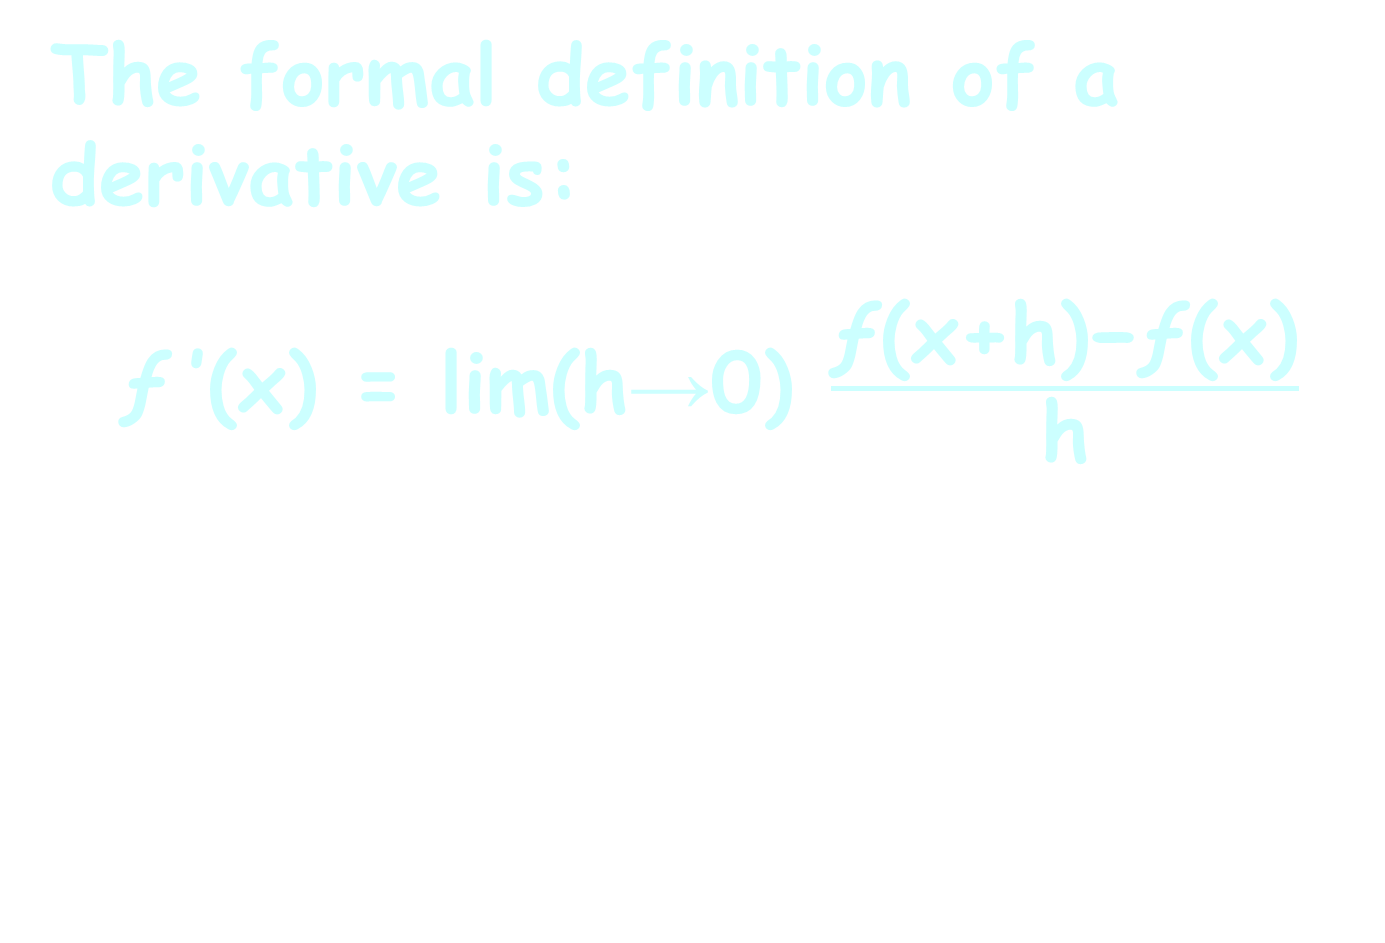 The formal definition of a
derivative is:
f'(x) = lim(h→0) f(x+h)–f(x)
h